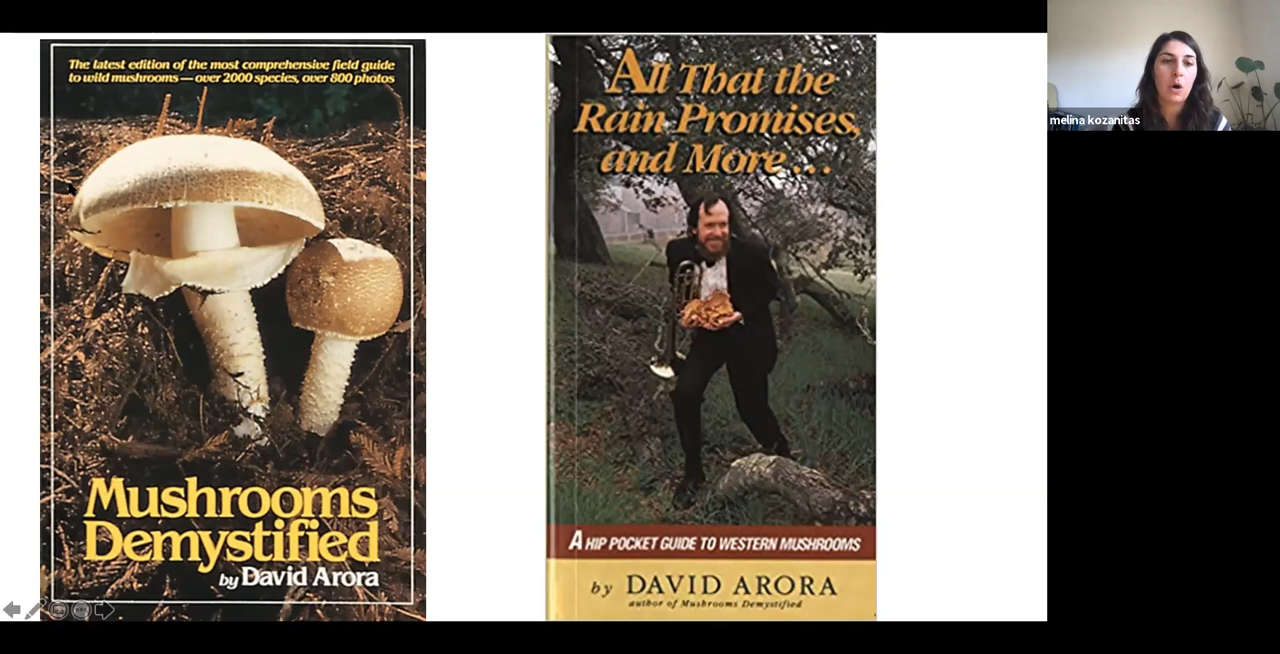 The latest edition of the most comprehensive field guide
to wild mushrooms — over 2000 species, over 800 photos
Mushrooms
Demystified
by David Arora
All That the
Rain Promises,
and More...
A HIP POCKET GUIDE TO WESTERN MUSHROOMS
by DAVID ARORA
author of Mushrooms Demystified
melina kozanitas